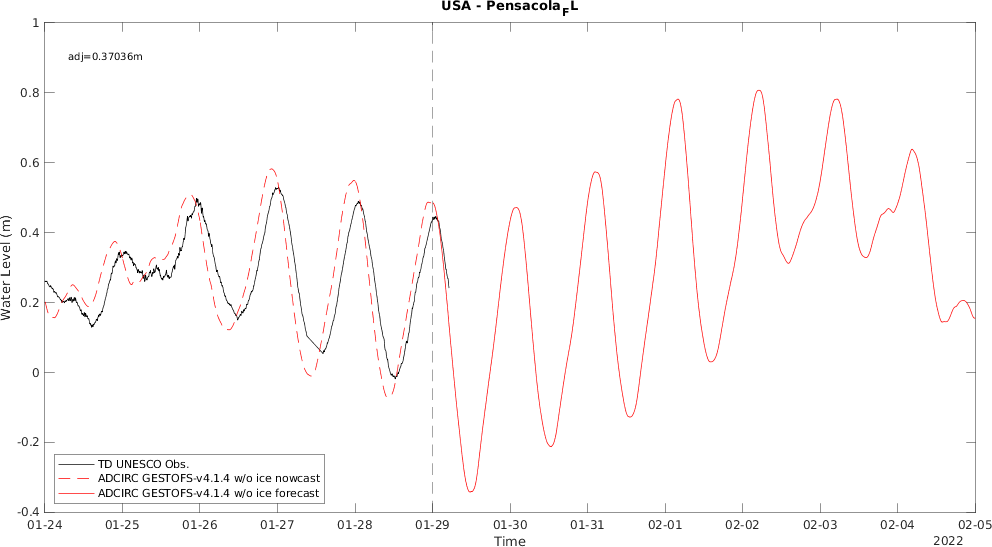 USA - Pensacola_FL
adj=0.37036m
1
0.8
0.6
0.4
0.2
0
-0.2
-0.4
Water Level (m)
TD UNESCO Obs.
ADCIRC GESTOFS-v4.1.4 w/o ice nowcast
ADCIRC GESTOFS-v4.1.4 w/o ice forecast
01-24 01-25 01-26 01-27 01-28 01-29 01-30 01-31 02-01 02-02 02-03 02-04 02-05
Time
2022